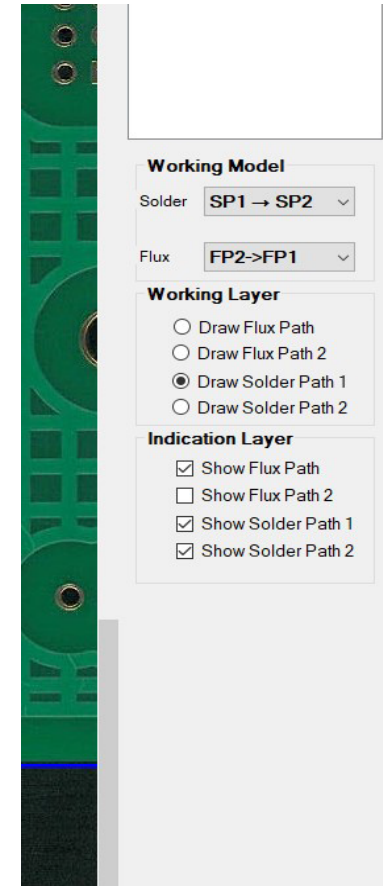 Working Model
Solder SP1 → SP2
Flux FP2->FP1
Working Layer
Draw Flux Path
Draw Flux Path 2
Draw Solder Path 1
Draw Solder Path 2
Indication Layer
Show Flux Path
Show Flux Path 2
Show Solder Path 1
Show Solder Path 2